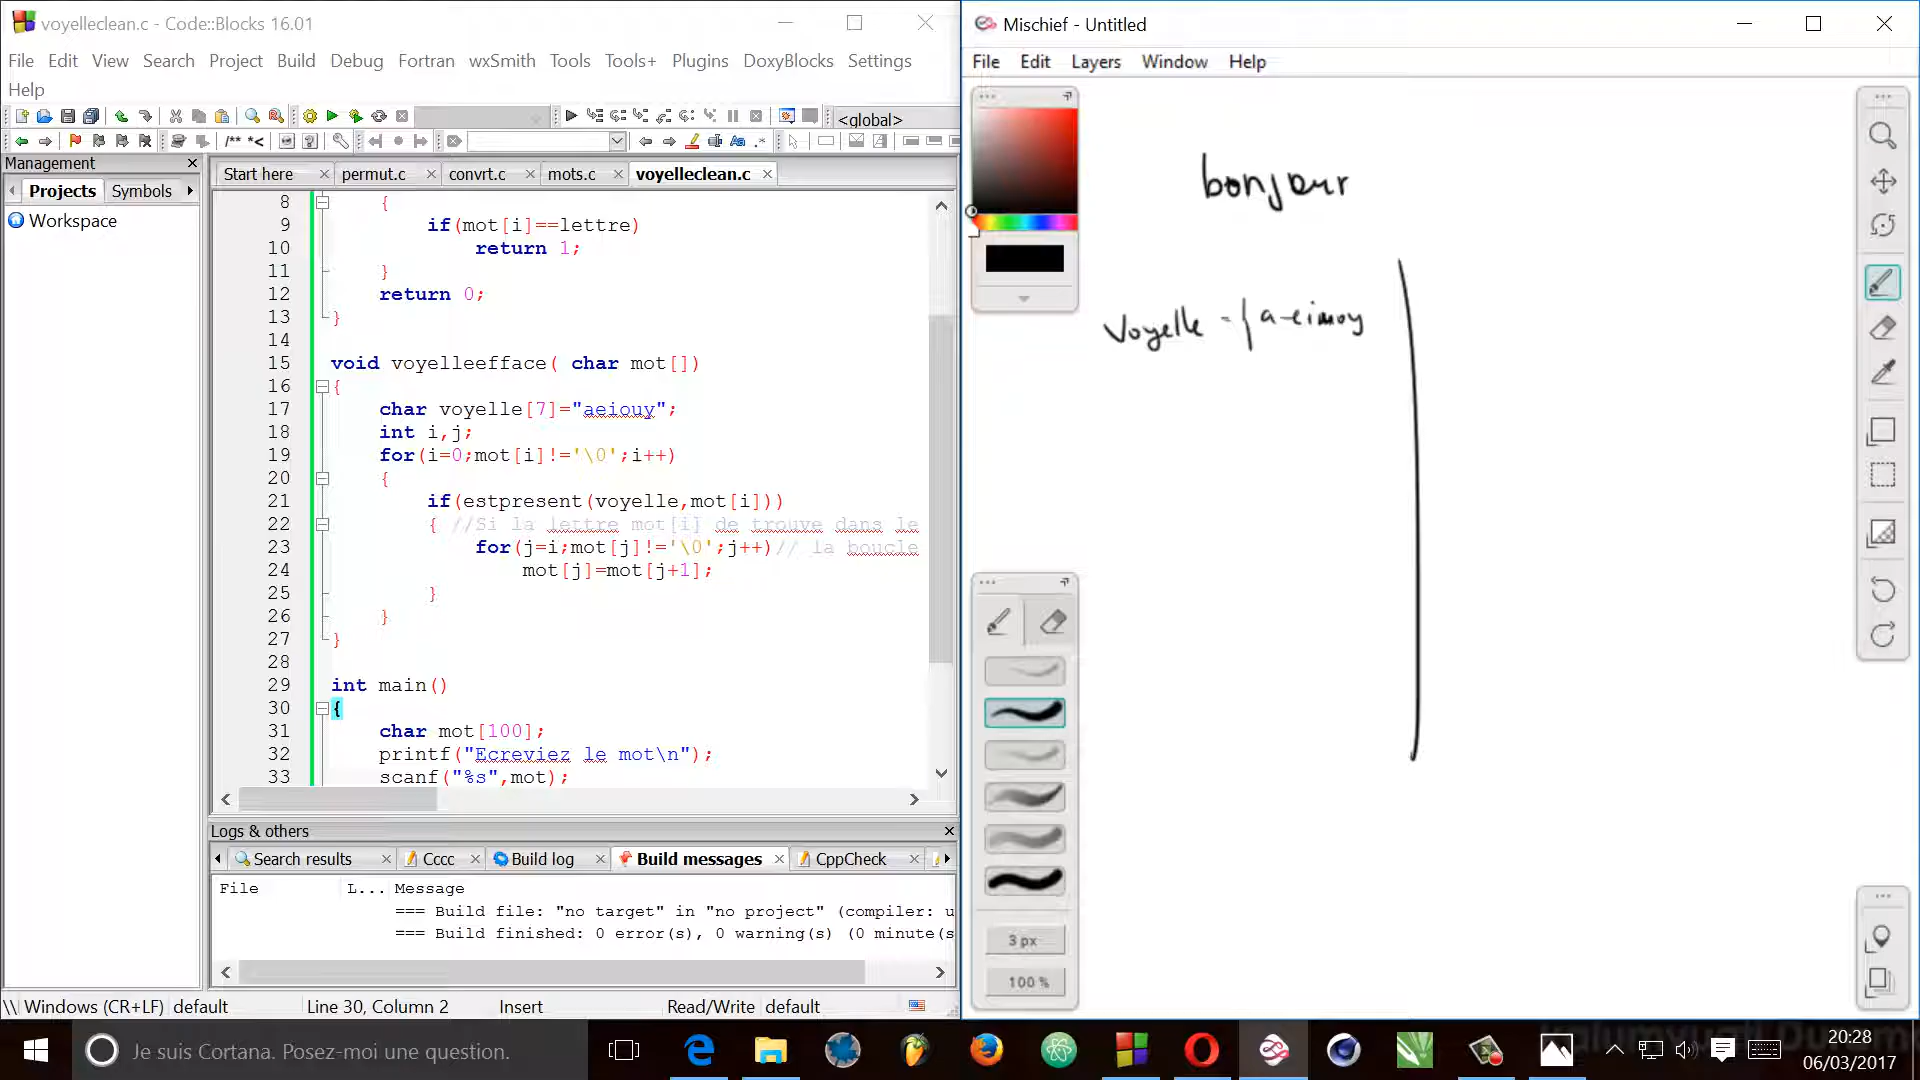 voyelleclean.c - Code::Blocks 16.01
File Edit View Search Project Build Debug Fortran wxSmith Tools Tools+ Plugins DoxyBlocks Settings
Help
<global>
/** *<
Management
Projects Symbols
Workspace
Start here permut.c convrt.c mots.c voyelleclean.c
8 {
9 if(mot[i]==lettre)
10 return 1;
11 }
12 return 0;
13 }
14
15 void voyelleefface( char mot[])
16 {
17 char voyelle[7]="aeiouy";
18 int i,j;
19 for(i=0;mot[i]!='\0';i++)
20 {
21 if(estpresent(voyelle,mot[i]))
22 { //Si la lettre mot[i] de trouve dans le
23 for(j=i;mot[j]!='\0';j++)// la boucle
24 mot[j]=mot[j+1];
25 }
26 }
27 }
28
29 int main()
30 {
31 char mot[100];
32 printf("Ecreviez le mot\n");
33 scanf("%s",mot);
Logs & others
Search results Cccc Build log Build messages CppCheck
File L... Message
=== Build file: "no target" in "no project" (compiler: u
=== Build finished: 0 error(s), 0 warning(s) (0 minute(s
Windows (CR+LF) default Line 30, Column 2 Insert Read/Write default
Mischief - Untitled
File Edit Layers Window Help
bonjour
Voyelle = {
3 px
100 %
Je suis Cortana. Posez-moi une question.
20:28
06/03/2017